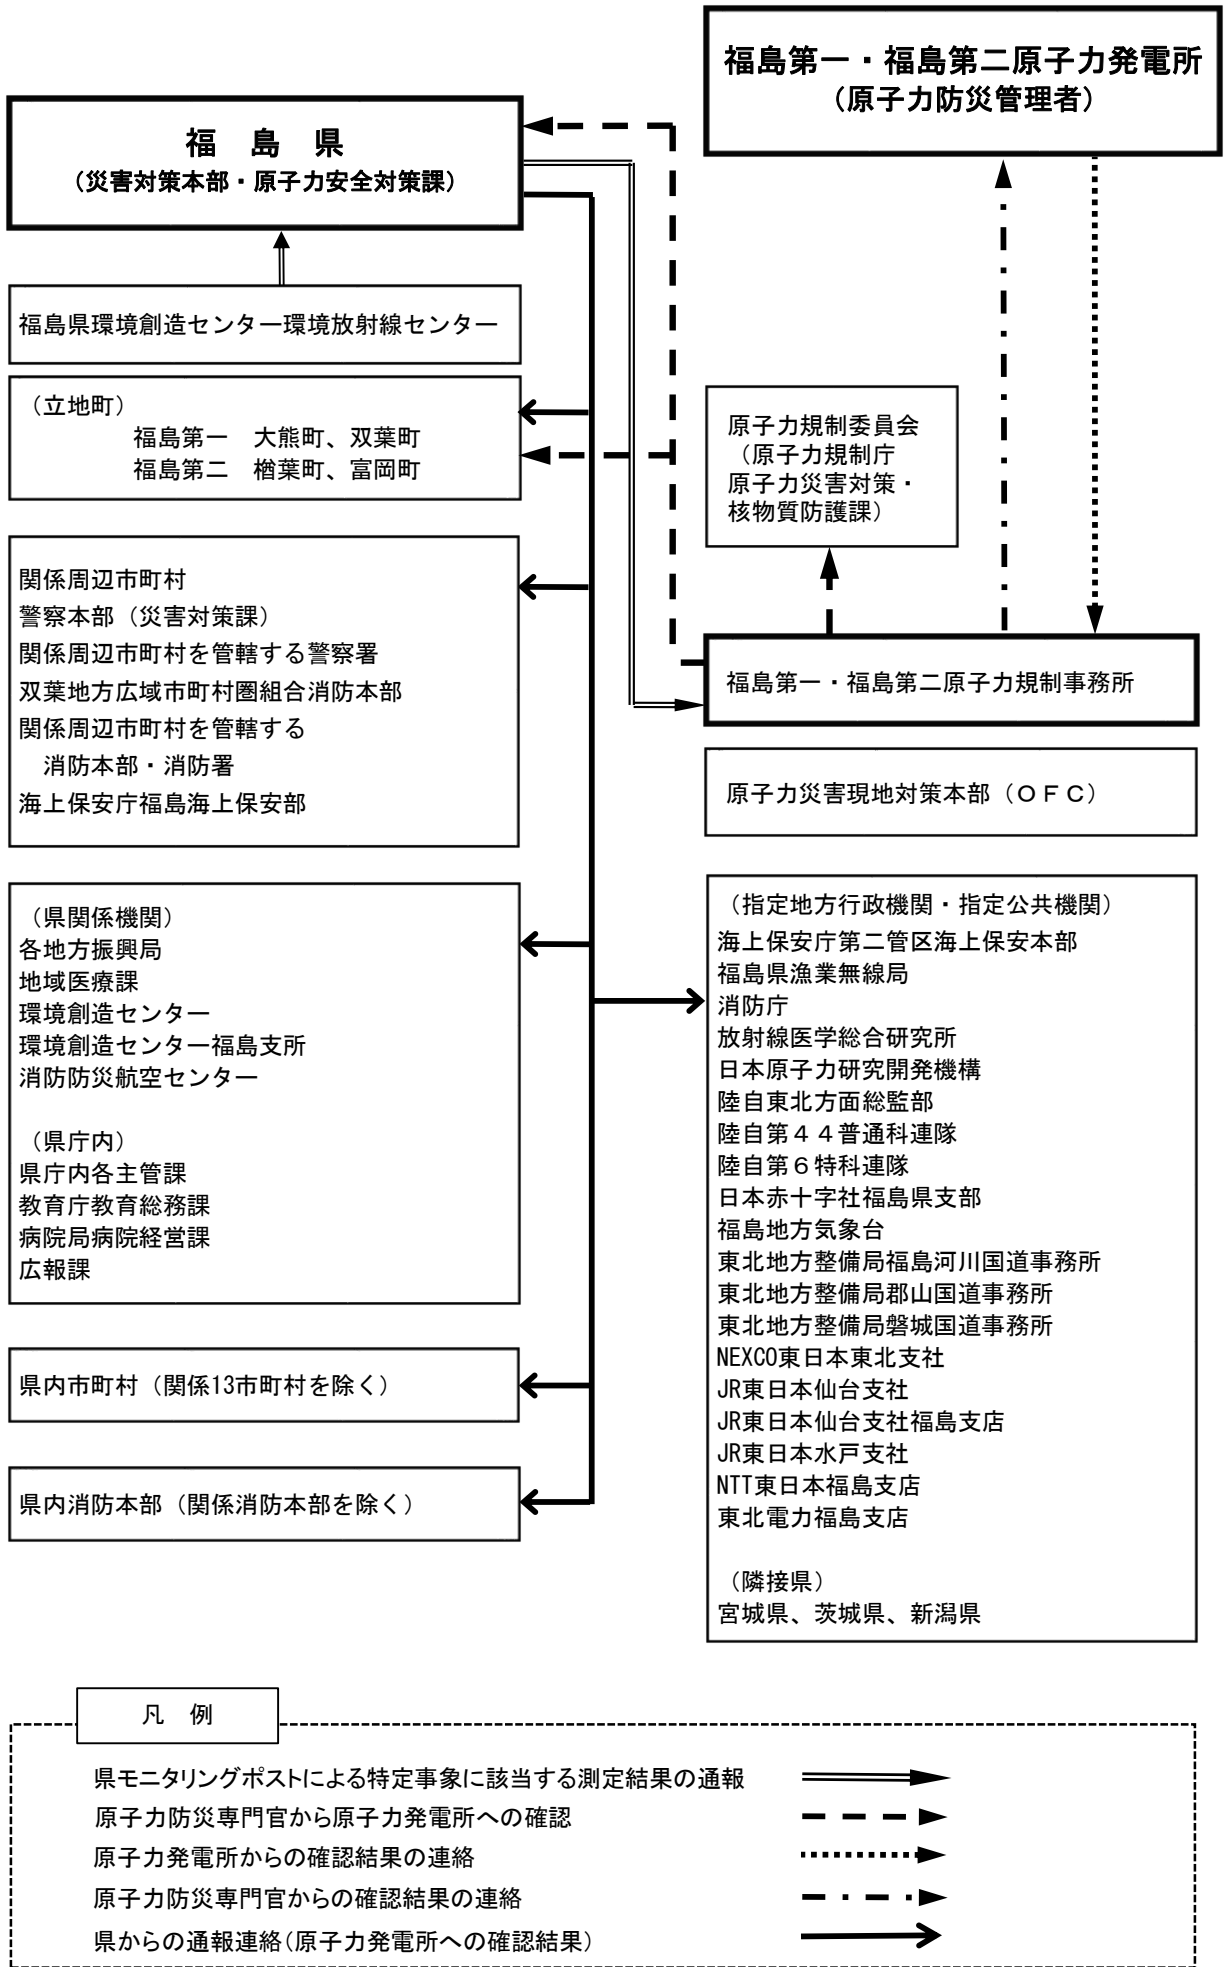 福島第一・福島第二原子力発電所
(原子力防災管理者)
福 島 県
(災害対策本部・原子力安全対策課)
福島県環境創造センター環境放射線センター
(立地町)
福島第一 大熊町、双葉町
福島第二 楢葉町、富岡町
原子力規制委員会
(原子力規制庁
原子力災害対策・
核物質防護課)
関係周辺市町村
警察本部(災害対策課)
関係周辺市町村を管轄する警察署
双葉地方広域市町村圏組合消防本部
関係周辺市町村を管轄する
消防本部・消防署
海上保安庁福島海上保安部
福島第一・福島第二原子力規制事務所
原子力災害現地対策本部(OFC)
(県関係機関)
各地方振興局
地域医療課
環境創造センター
環境創造センター福島支所
消防防災航空センター
(県庁内)
県庁内各主管課
教育庁教育総務課
病院局病院経営課
広報課
(指定地方行政機関・指定公共機関)
海上保安庁第二管区海上保安本部
福島県漁業無線局
消防庁
放射線医学総合研究所
日本原子力研究開発機構
陸自東北方面総監部
陸自第44普通科連隊
陸自第6特科連隊
日本赤十字社福島県支部
福島地方気象台
東北地方整備局福島河川国道事務所
東北地方整備局郡山国道事務所
東北地方整備局磐城国道事務所
NEXCO東日本東北支社
JR東日本仙台支社
JR東日本仙台支社福島支店
JR東日本水戸支社
NTT東日本福島支店
東北電力福島支店
(隣接県)
宮城県、茨城県、新潟県
県内市町村(関係13市町村を除く)
県内消防本部(関係消防本部を除く)
凡 例
県モニタリングポストによる特定事象に該当する測定結果の通報
原子力防災専門官から原子力発電所への確認
原子力発電所からの確認結果の連絡
原子力防災専門官からの確認結果の連絡
県からの通報連絡(原子力発電所への確認結果)